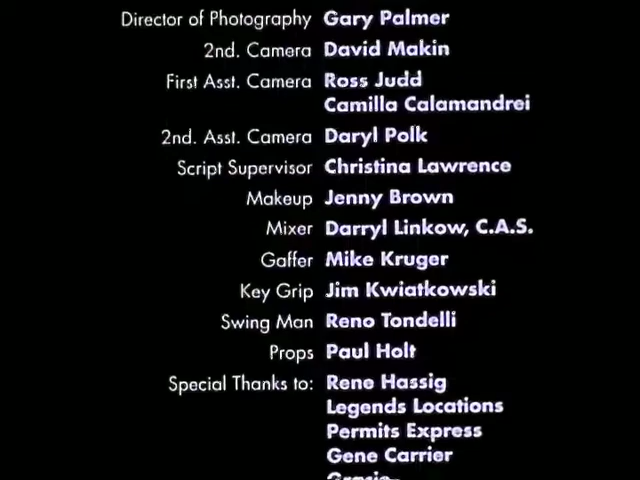 Director of Photography Gary Palmer
2nd. Camera David Makin
First Asst. Camera Ross Judd
Camilla Calamandrei
2nd. Asst. Camera Daryl Polk
Script Supervisor Christina Lawrence
Makeup Jenny Brown
Mixer Darryl Linkow, C.A.S.
Gaffer Mike Kruger
Key Grip Jim Kwiatkowski
Swing Man Reno Tondelli
Props Paul Holt
Special Thanks to: Rene Hassig
Legends Locations
Permits Express
Gene Carrier